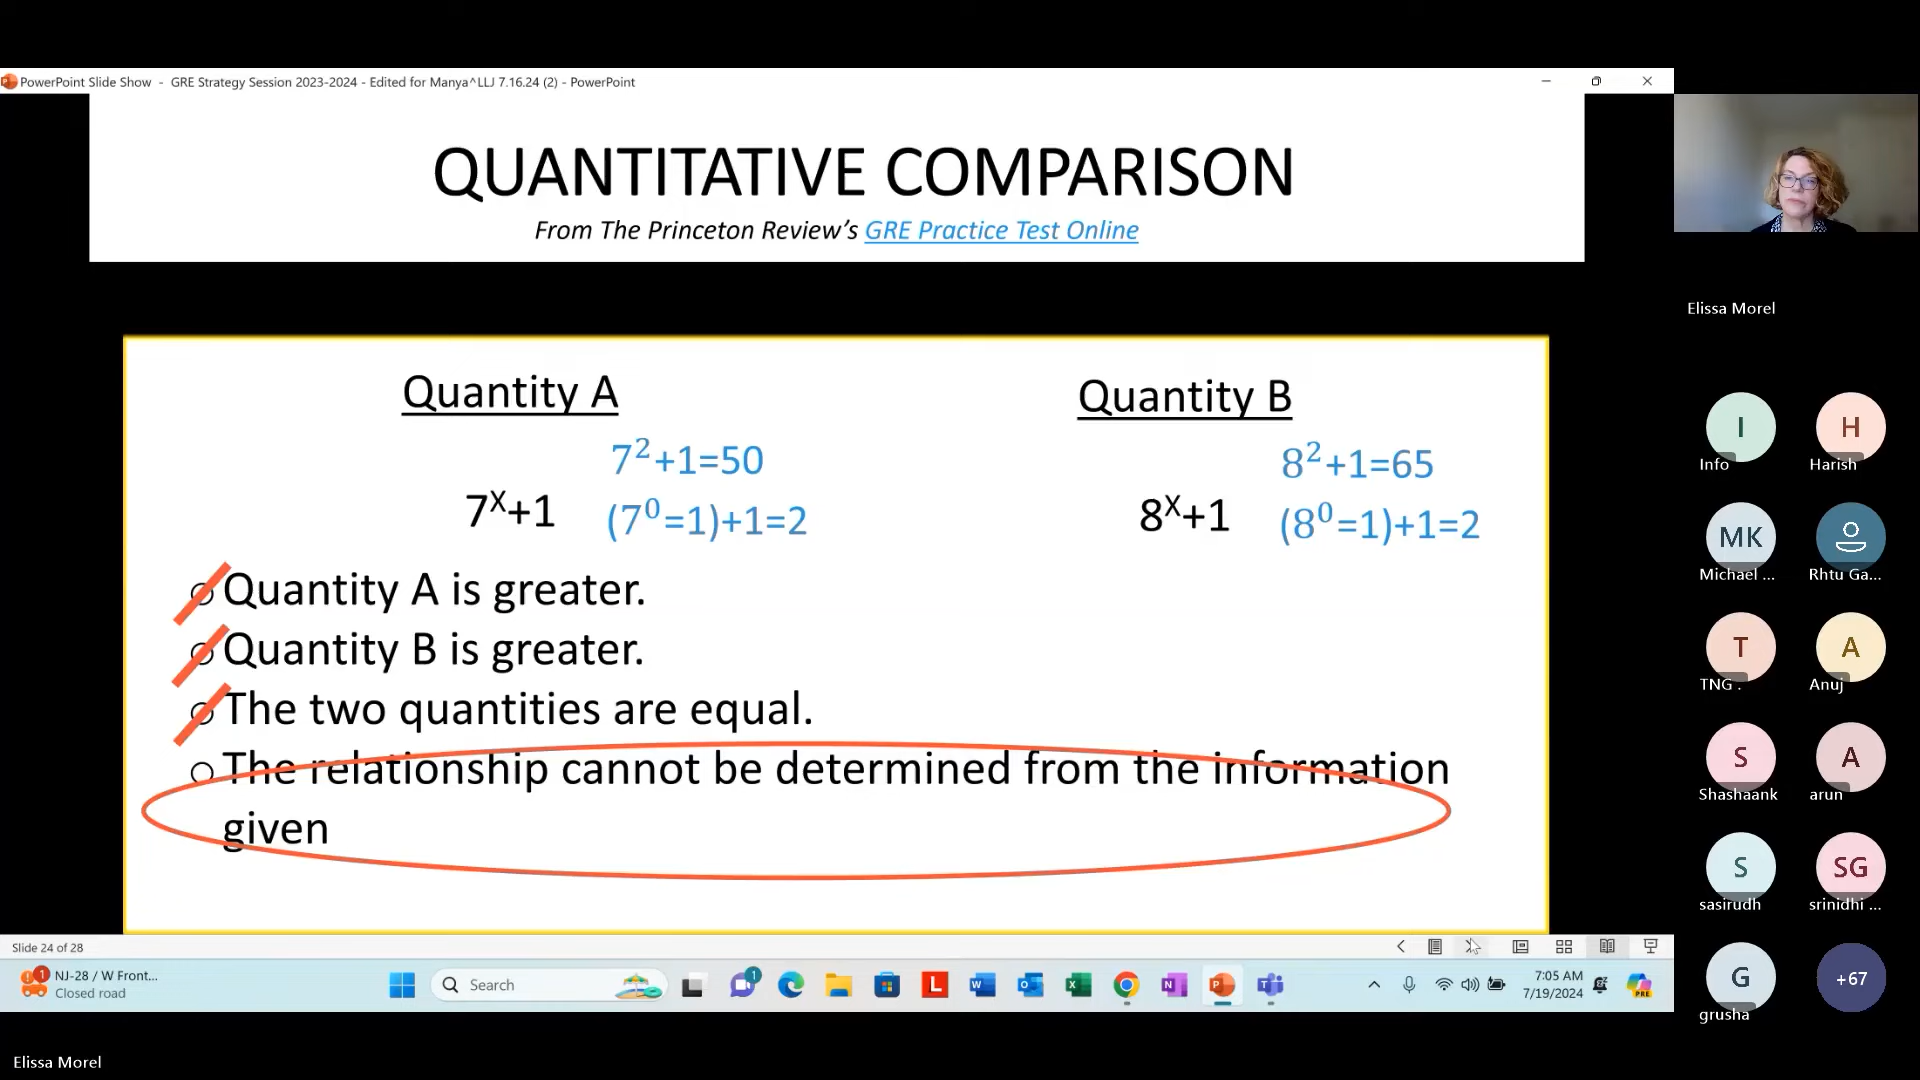 PowerPoint Slide Show - GRE Strategy Session 2023-2024 - Edited for Manya^LLJ 7.16.24 (2) - PowerPoint
QUANTITATIVE COMPARISON
From The Princeton Review's GRE Practice Test Online
Elissa Morel
Quantity A
Quantity B
7²+1=50
8²+1=65
7ˣ+1
(7⁰=1)+1=2
8ˣ+1
(8⁰=1)+1=2
Quantity A is greater.
Quantity B is greater.
The two quantities are equal.
The relationship cannot be determined from the information
given
I
Info
H
Harish
MK
Michael ...
Rhtu Ga...
T
TNG .
A
Anuj
S
Shashaank
A
arun
S
sasirudh
SG
srinidhi ...
G
grusha
+67
Slide 24 of 28
1
NJ-28 / W Front...
Closed road
Search
1
L
7:05 AM
7/19/2024
PRE
Elissa Morel